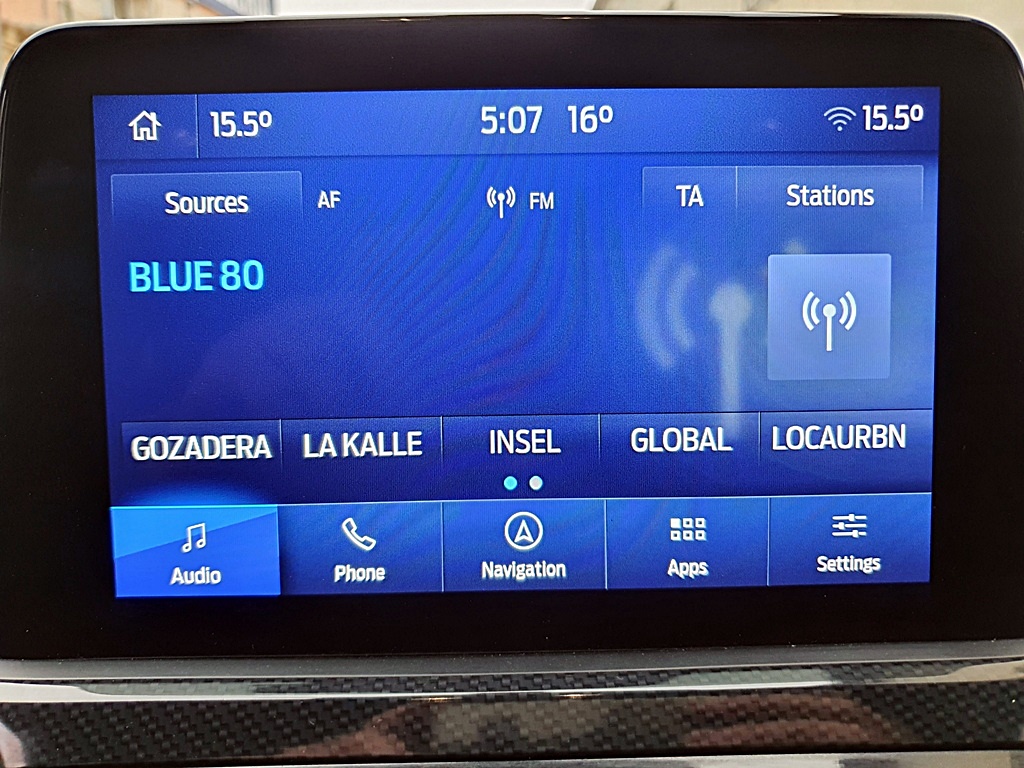 15.5º 5:07 16º 15.5º
Sources AF FM TA Stations
BLUE 80
GOZADERA LA KALLE INSEL GLOBAL LOCAURBN
Audio Phone Navigation Apps Settings